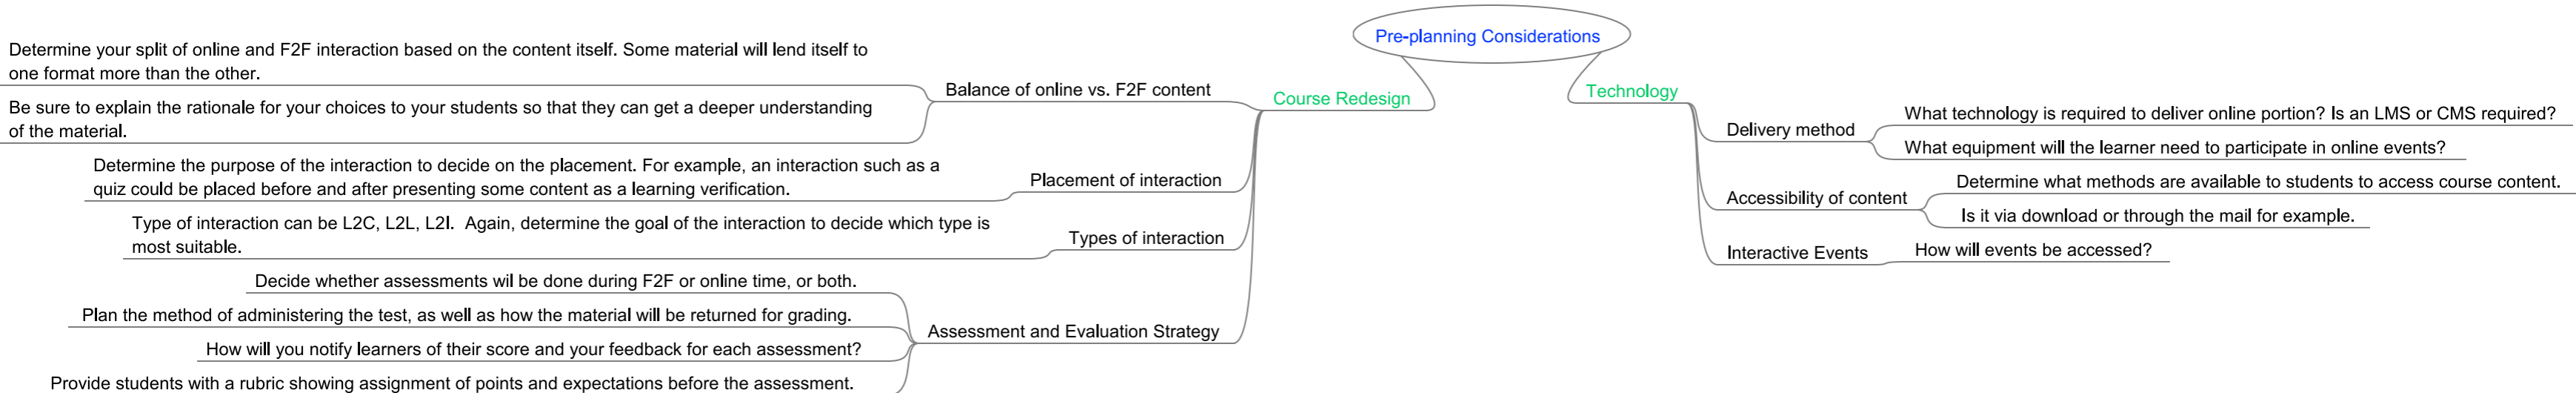 Pre-planning Considerations
Course Redesign
Balance of online vs. F2F content
Determine your split of online and F2F interaction based on the content itself. Some material will lend itself to
one format more than the other.
Be sure to explain the rationale for your choices to your students so that they can get a deeper understanding
of the material.
Placement of interaction
Determine the purpose of the interaction to decide on the placement. For example, an interaction such as a
quiz could be placed before and after presenting some content as a learning verification.
Types of interaction
Type of interaction can be L2C, L2L, L2I.  Again, determine the goal of the interaction to decide which type is
most suitable.
Assessment and Evaluation Strategy
Decide whether assessments wil be done during F2F or online time, or both.
Plan the method of administering the test, as well as how the material will be returned for grading.
How will you notify learners of their score and your feedback for each assessment?
Provide students with a rubric showing assignment of points and expectations before the assessment.
Technology
Delivery method
What technology is required to deliver online portion? Is an LMS or CMS required?
What equipment will the learner need to participate in online events?
Accessibility of content
Determine what methods are available to students to access course content.
Is it via download or through the mail for example.
Interactive Events
How will events be accessed?